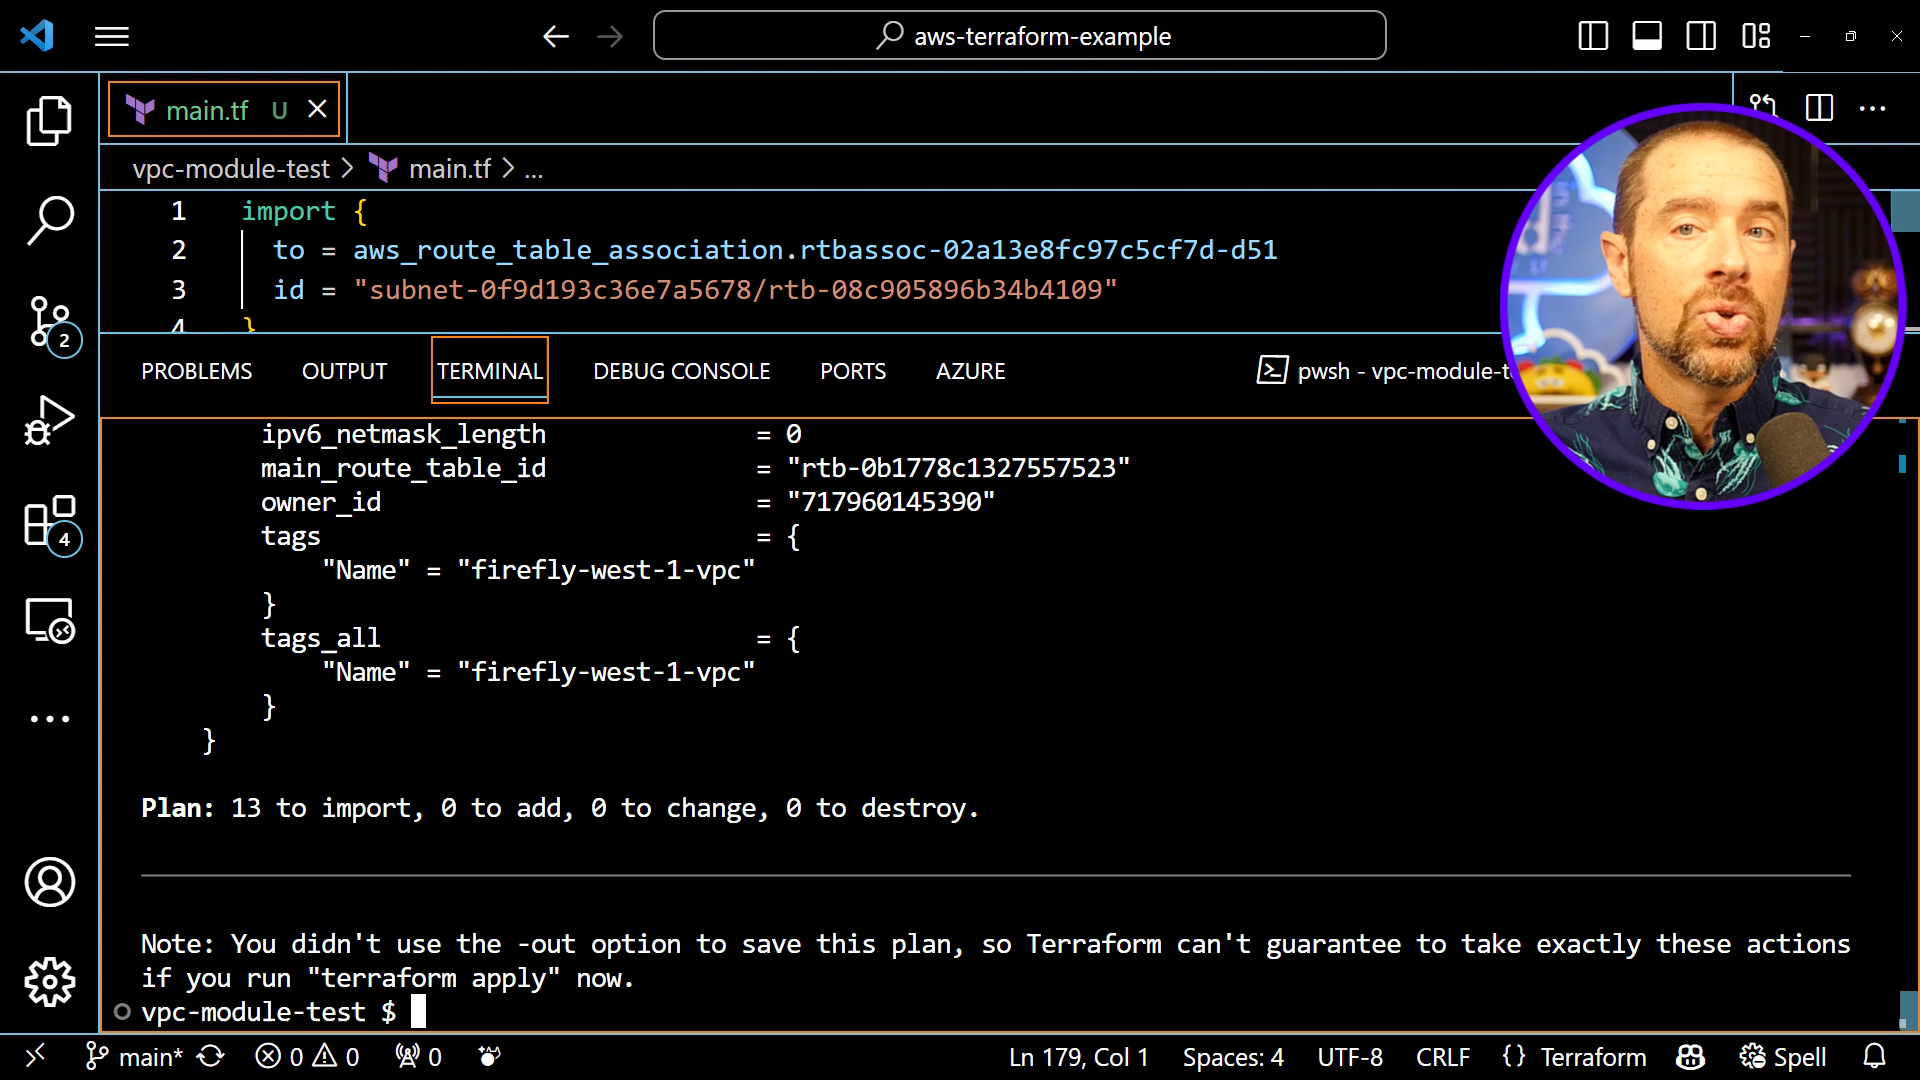 aws-terraform-example
main.tf U
vpc-module-test > main.tf > ...
1 import {
2 to = aws_route_table_association.rtbassoc-02a13e8fc97c5cf7d-d51
3 id = "subnet-0f9d193c36e7a5678/rtb-08c905896b34b4109"
4 }
2
PROBLEMS OUTPUT TERMINAL DEBUG CONSOLE PORTS AZURE pwsh - vpc-module-t
ipv6_netmask_length = 0
main_route_table_id = "rtb-0b1778c1327557523"
owner_id = "717960145390"
tags = {
4
"Name" = "firefly-west-1-vpc"
}
tags_all = {
"Name" = "firefly-west-1-vpc"
}
}
Plan: 13 to import, 0 to add, 0 to change, 0 to destroy.
Note: You didn't use the -out option to save this plan, so Terraform can't guarantee to take exactly these actions
if you run "terraform apply" now.
vpc-module-test $
main* 0 0 0 Ln 179, Col 1 Spaces: 4 UTF-8 CRLF {} Terraform Spell